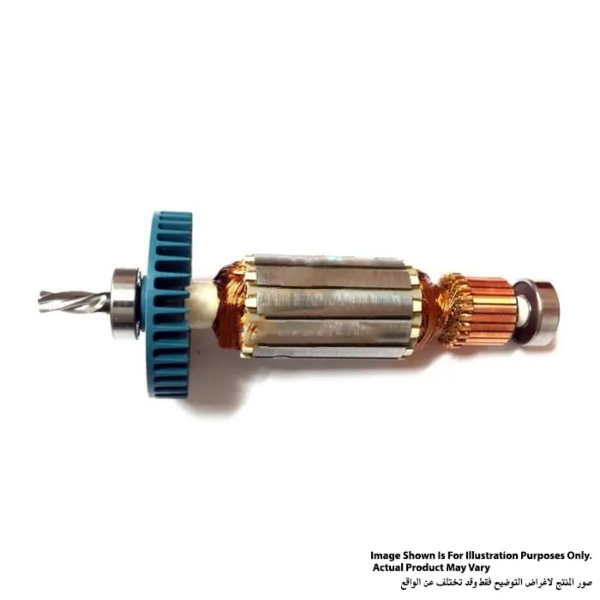 Image Shown Is For Illustration Purposes Only.
Actual Product May Vary
صور المنتج لاغراض التوضيح فقط وقد تختلف عن الواقع